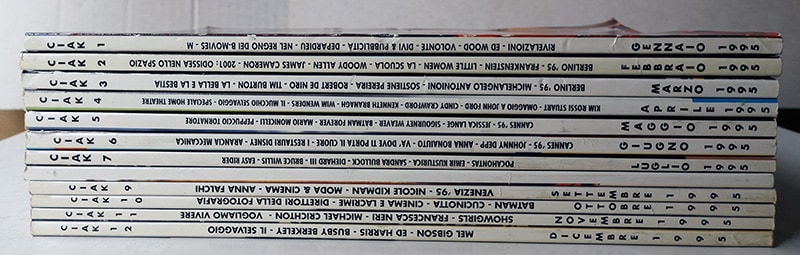 CIAK 1 RIVELAZIONI - ED WOOD - VOLONTE - DIVI & PUBBLICITÀ - DEPARDIEU - NEL REGNO DEI B-MOVIES - M GENNAIO 1995
CIAK 2 BERLINO '95 - FRANKENSTEIN - LITTLE WOMEN - LA SCUOLA - WOODY ALLEN - JAMES CAMERON - 2001: ODISSEA NELLO SPAZIO FEBBRAIO 1995
CIAK 3 BERLINO '95 - MICHELANGELO ANTONIONI - SOSTIENE PEREIRA - ROBERT DE NIRO - TIM BURTON - LA BELLA E LA BESTIA MARZO 1995
CIAK 4 KIM ROSSI STUART - OMAGGIO A JOHN FORD - CINDY CRAWFORD - KENNETH BRANAGH - WIM WENDERS - IL MUCCHIO SELVAGGIO SPECIALE HOME THEATRE APRILE 1995
CIAK 5 CANNES '95 - JESSICA LANGE - SIGOURNEY WEAVER - BATMAN FOREVER - MARIO MONICELLI - PEPPUCCIO TORNATORE MAGGIO 1995
CIAK 6 CANNES '95 - JOHNNY DEPP - ANNA BONAIUTO - VA' DOVE TI PORTA IL CUORE - I RESTAURI DISNEY - ARANCIA MECCANICA GIUGNO 1995
CIAK 7 POCAHONTAS - EMIR KUSTURICA - SANDRA BULLOCK - DIEHARD III - BRUCE WILLIS - EAST RIDER LUGLIO 1995
CIAK 9 VENEZIA '95 - NICOLE KIDMAN - MODA & CINEMA - ANNA FALCHI SETTEMBRE 1995
CIAK 10 BATMAN - CUCINOTTA - CINEMA E LACRIME - I DIRETTORI DELLA FOTOGRAFIA OTTOBRE 1995
CIAK 11 SHOWGIRLS - FRANCESCA NERI - MICHAEL CRICHTON - VOGLIAMO VIVERE NOVEMBRE 1995
CIAK 12 MEL GIBSON - ED HARRIS - BUSBY BERKELEY - IL SELVAGGIO DICEMBRE 1995